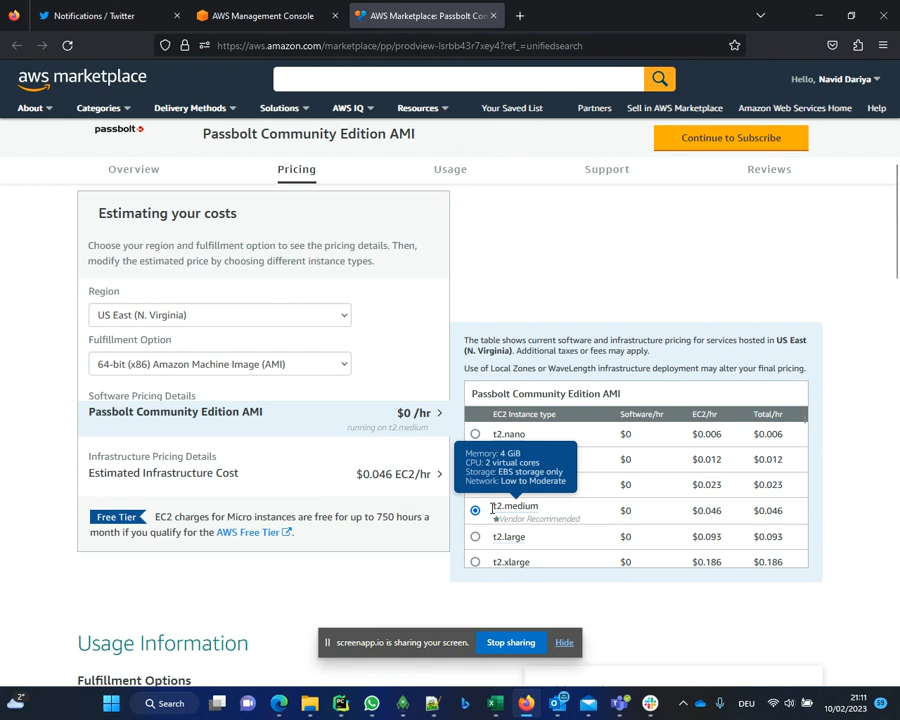 Notifications / Twitter
AWS Management Console
AWS Marketplace: Passbolt Con
https://aws.amazon.com/marketplace/pp/prodview-lsrbb43r7xey4?ref_=unifiedsearch
aws marketplace
Hello, Navid Dariya
About
Categories
Delivery Methods
Solutions
AWS IQ
Resources
Your Saved List
Partners
Sell in AWS Marketplace
Amazon Web Services Home
Help
passbolt
Passbolt Community Edition AMI
Continue to Subscribe
Overview
Pricing
Usage
Support
Reviews
Estimating your costs
Choose your region and fulfillment option to see the pricing details. Then,
modify the estimated price by choosing different instance types.
Region
US East (N. Virginia)
Fulfillment Option
64-bit (x86) Amazon Machine Image (AMI)
Software Pricing Details
Passbolt Community Edition AMI
$0 /hr
running on t2.medium
Infrastructure Pricing Details
Estimated Infrastructure Cost
$0.046 EC2/hr
Free Tier
EC2 charges for Micro instances are free for up to 750 hours a
month if you qualify for the AWS Free Tier.
The table shows current software and infrastructure pricing for services hosted in US East
(N. Virginia). Additional taxes or fees may apply.
Use of Local Zones or WaveLength infrastructure deployment may alter your final pricing.
Passbolt Community Edition AMI
EC2 Instance type Software/hr EC2/hr Total/hr
t2.nano $0 $0.006 $0.006
$0 $0.012 $0.012
$0 $0.023 $0.023
Memory: 4 GiB
CPU: 2 virtual cores
Storage: EBS storage only
Network: Low to Moderate
t2.medium $0 $0.046 $0.046
Vendor Recommended
t2.large $0 $0.093 $0.093
t2.xlarge $0 $0.186 $0.186
Usage Information
Fulfillment Options
screenapp.io is sharing your screen.
Stop sharing
Hide
2°
Search
DEU
21:11
10/02/2023
59